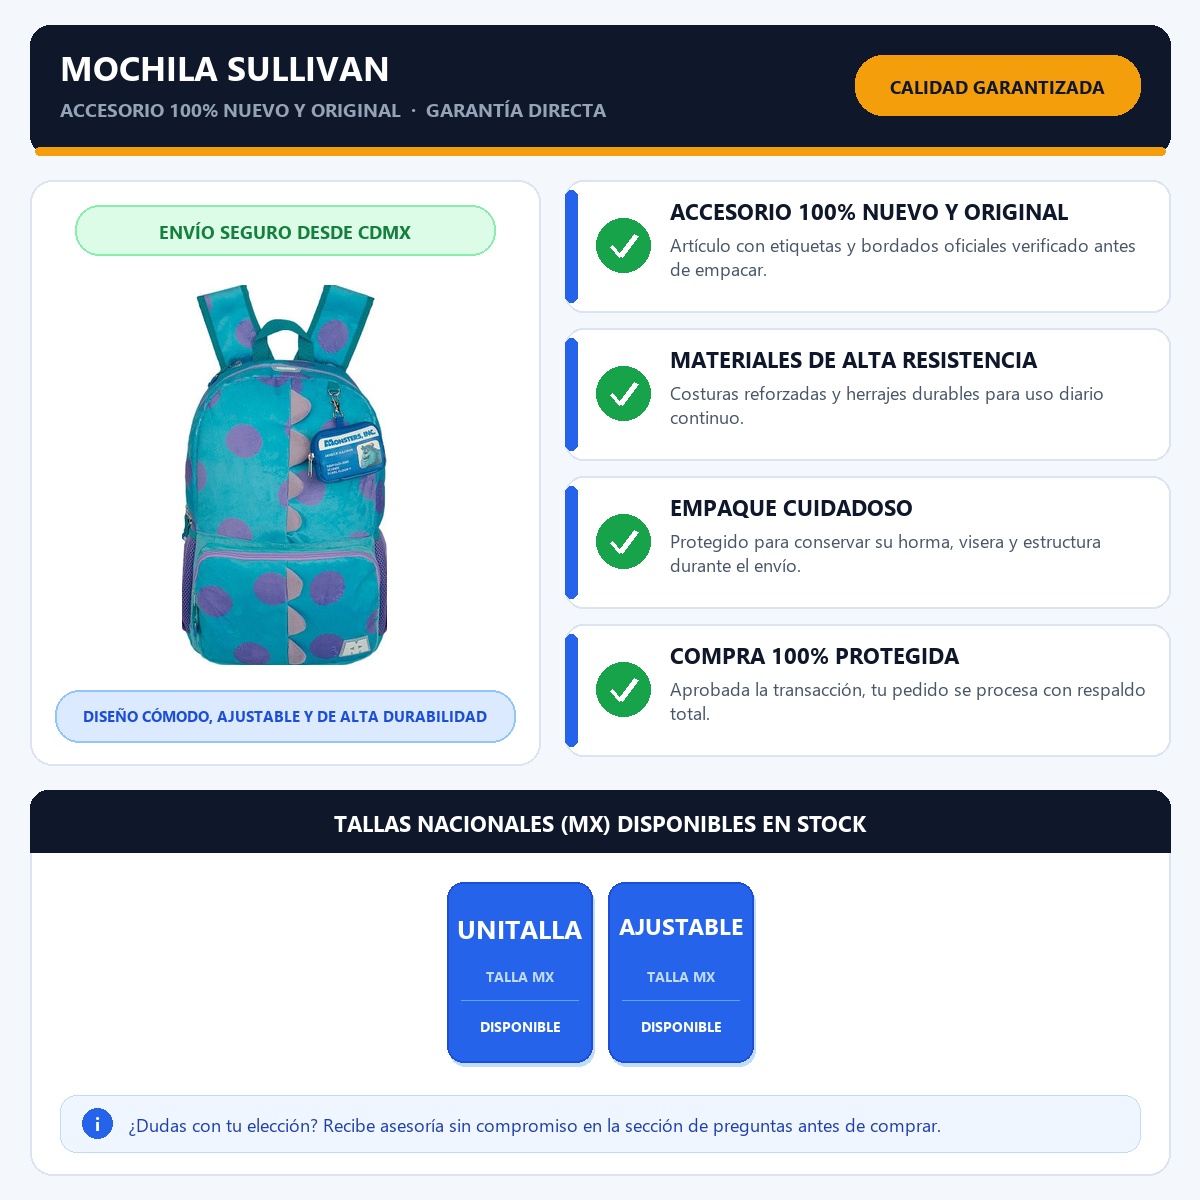 MOCHILA SULLIVAN
ACCESORIO 100% NUEVO Y ORIGINAL · GARANTÍA DIRECTA
CALIDAD GARANTIZADA
ENVÍO SEGURO DESDE CDMX
MONSTERS, INC.
DISEÑO CÓMODO, AJUSTABLE Y DE ALTA DURABILIDAD
ACCESORIO 100% NUEVO Y ORIGINAL
Artículo con etiquetas y bordados oficiales verificado antes
de empacar.
MATERIALES DE ALTA RESISTENCIA
Costuras reforzadas y herrajes durables para uso diario
continuo.
EMPAQUE CUIDADOSO
Protegido para conservar su horma, visera y estructura
durante el envío.
COMPRA 100% PROTEGIDA
Aprobada la transacción, tu pedido se procesa con respaldo
total.
TALLAS NACIONALES (MX) DISPONIBLES EN STOCK
UNITALLA
TALLA MX
DISPONIBLE
AJUSTABLE
TALLA MX
DISPONIBLE
¿Dudas con tu elección? Recibe asesoría sin compromiso en la sección de preguntas antes de comprar.